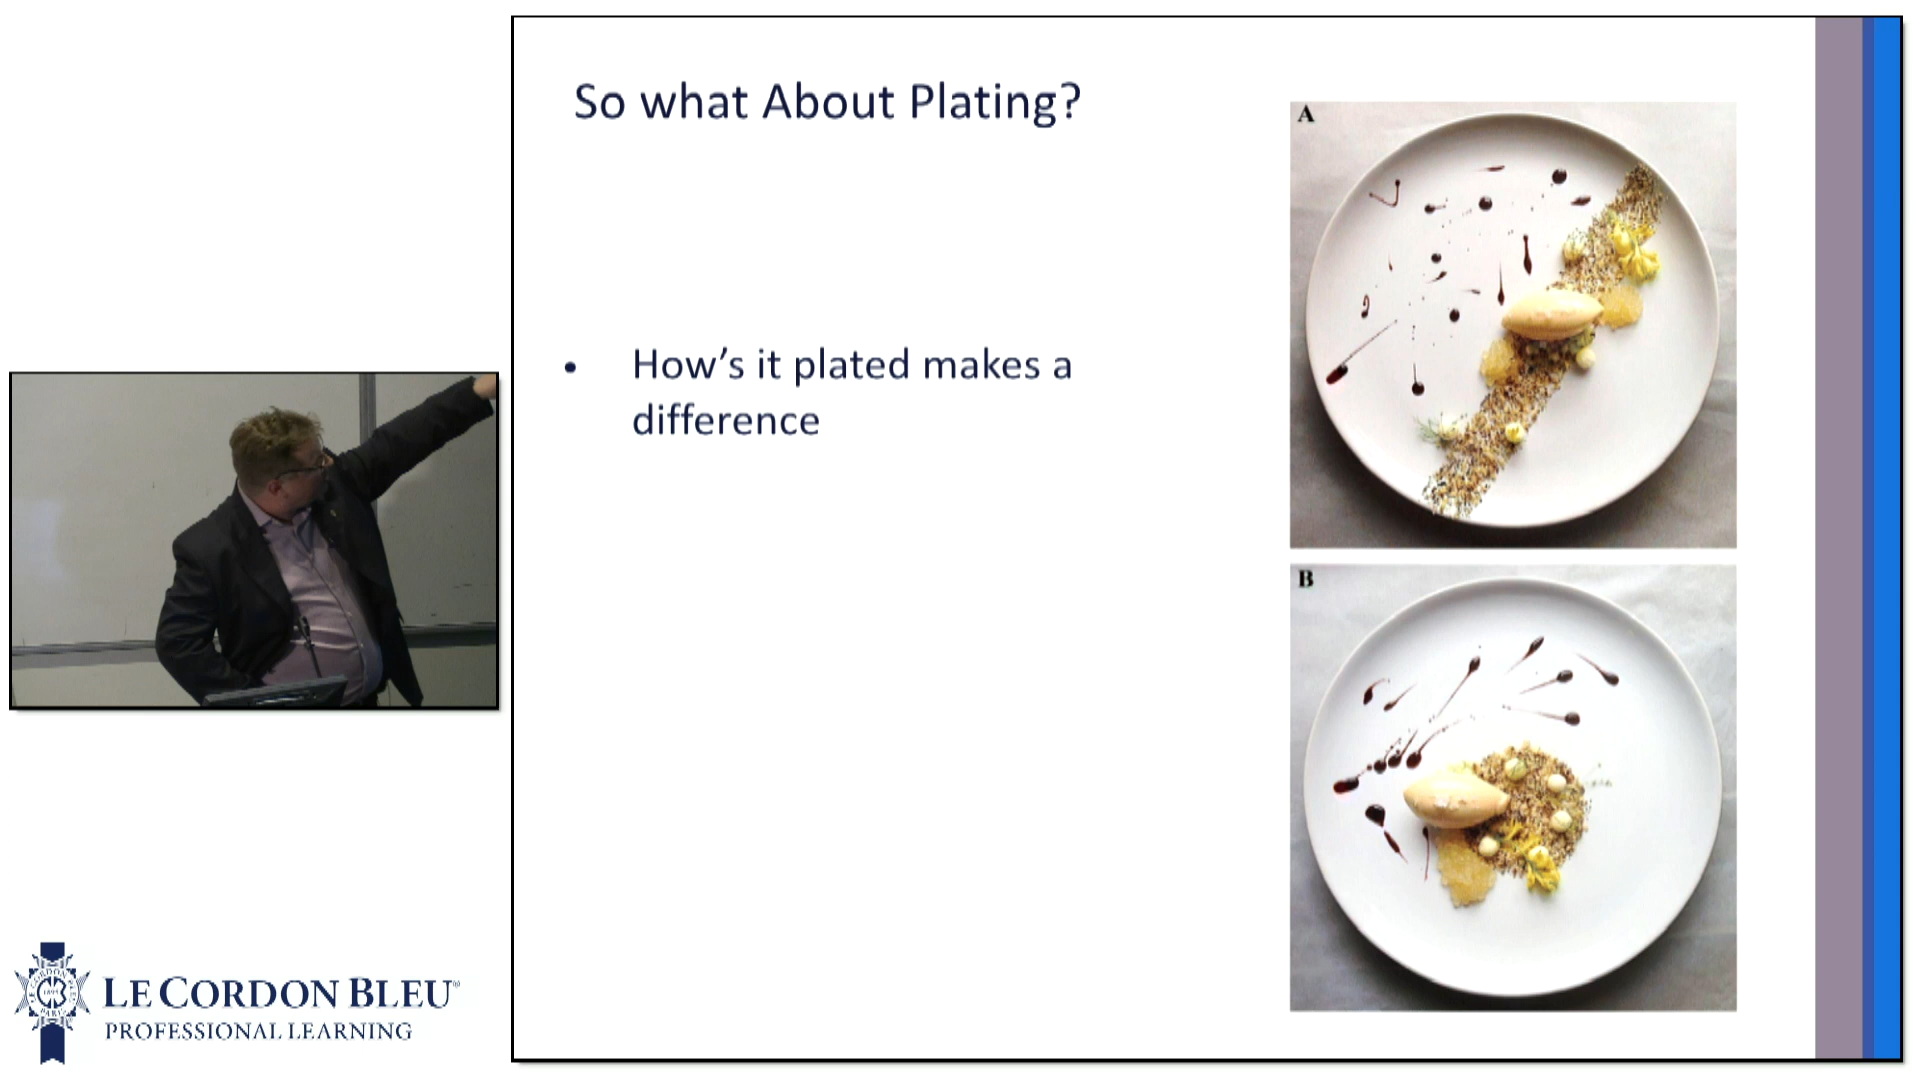 So what About Plating?
• How's it plated makes a
difference
A
B
LE CORDON BLEU®
PROFESSIONAL LEARNING